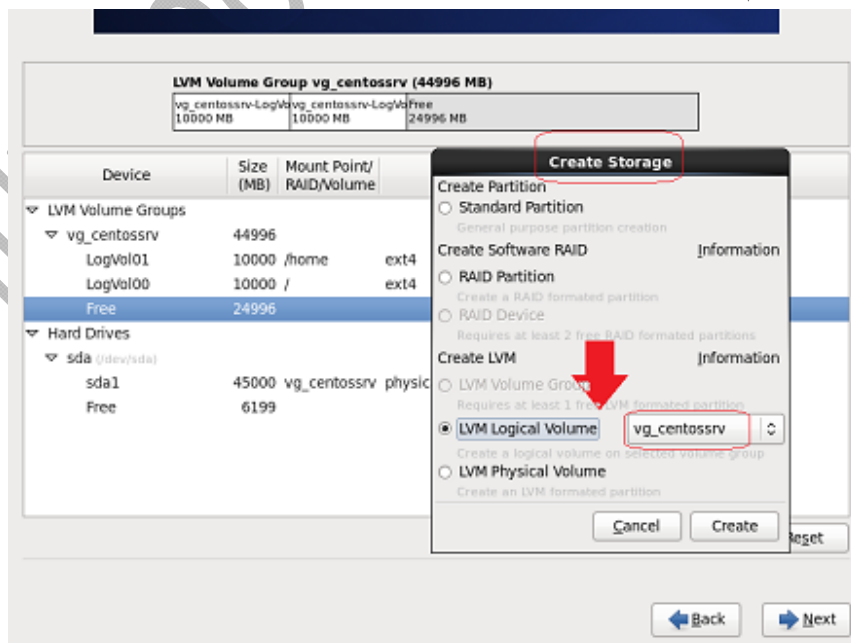 LVM Volume Group vg_centossrv (44996 MB)
vg_centossrv-LogVo vg_centossrv-LogVo Free
10000 MB 10000 MB 24996 MB
Device Size (MB) Mount Point/ RAID/Volume
LVM Volume Groups
vg_centossrv 44996
LogVol01 10000 /home ext4
LogVol00 10000 / ext4
Free 24996
Hard Drives
sda (/dev/sda)
sda1 45000 vg_centossrv physic
Free 6199
Create Storage
Create Partition
Standard Partition
General purpose partition creation
Create Software RAID Information
RAID Partition
Create a RAID formated partition
RAID Device
Requires at least 2 free RAID formated partitions
Create LVM Information
LVM Volume Grou
Requires at least 1 free LVM formated partition
LVM Logical Volume vg_centossrv
Create a logical volume on selected volume group
LVM Physical Volume
Create an LVM formated partition
Cancel Create
Reset
Back Next